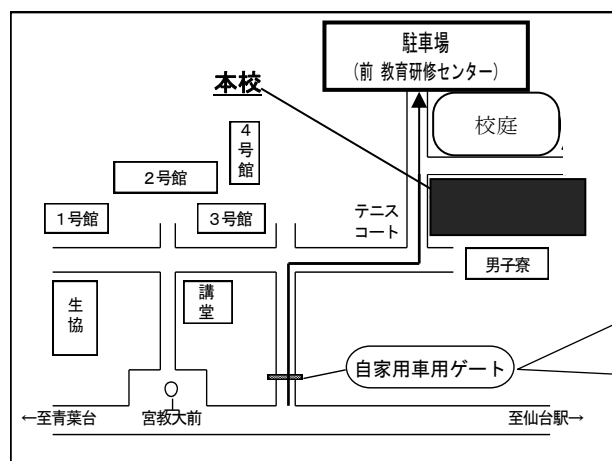 駐車場
(前 教育研修センター)
本校
校庭
4
号
館
2号館
1号館
3号館
テニス
コート
男子寮
生
協
講
堂
自家用車用ゲート
←至青葉台
宮教大前
至仙台駅→